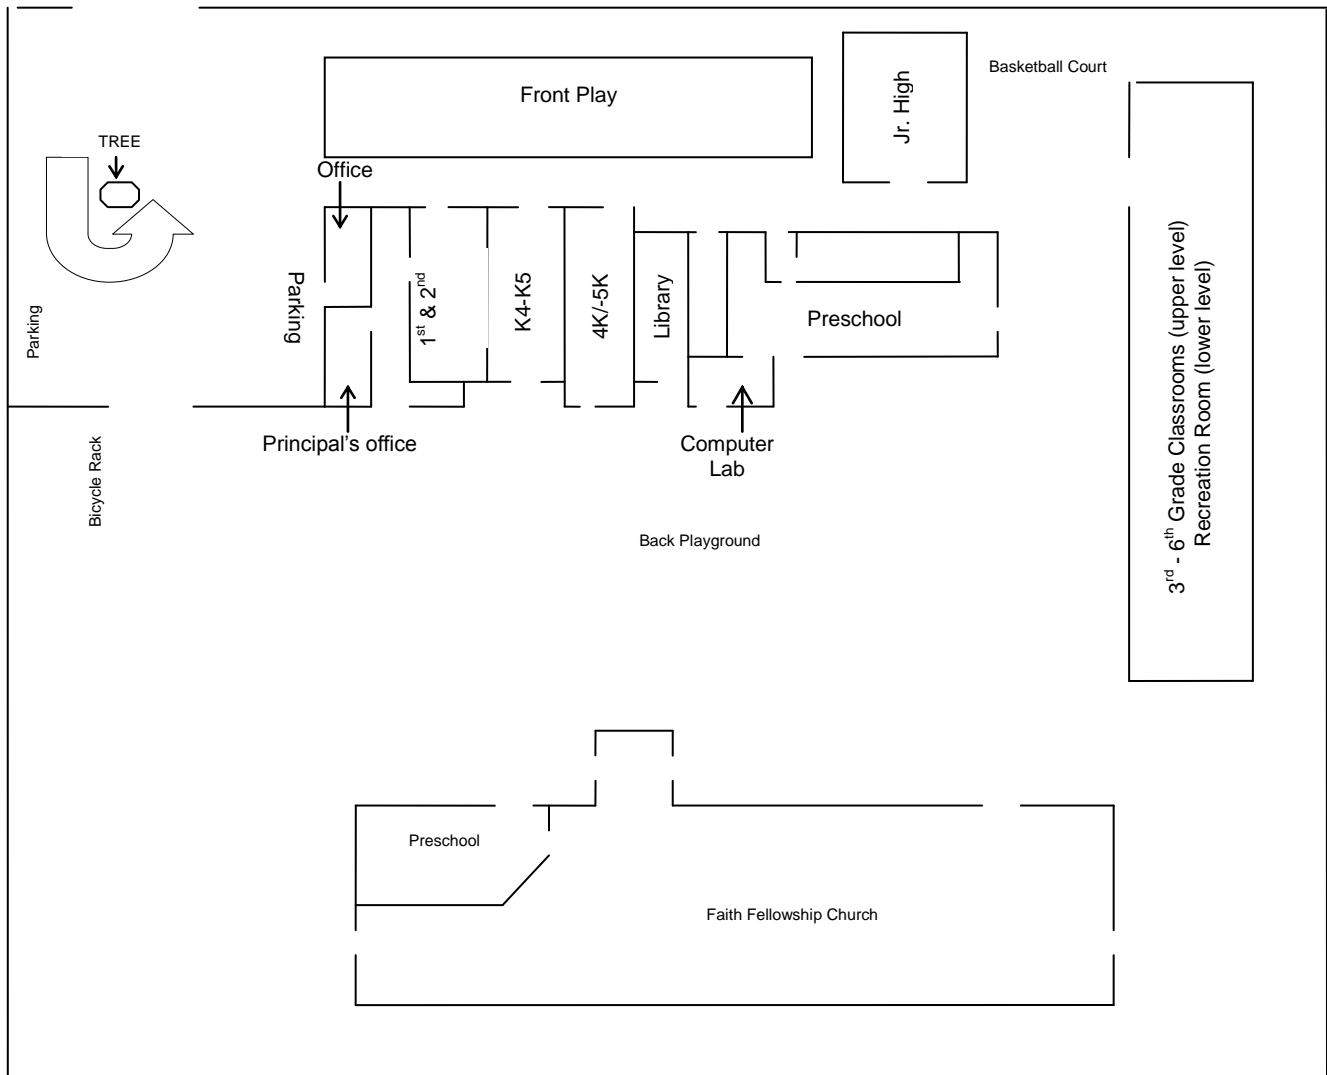 Basketball Court
Front Play
Jr. High
TREE
Office
Parking
Parking
1st & 2nd
K4-K5
4K/-5K
Library
Preschool
3rd - 6th Grade Classrooms (upper level)
Recreation Room (lower level)
Principal's office
Computer
Lab
Bicycle Rack
Back Playground
Preschool
Faith Fellowship Church